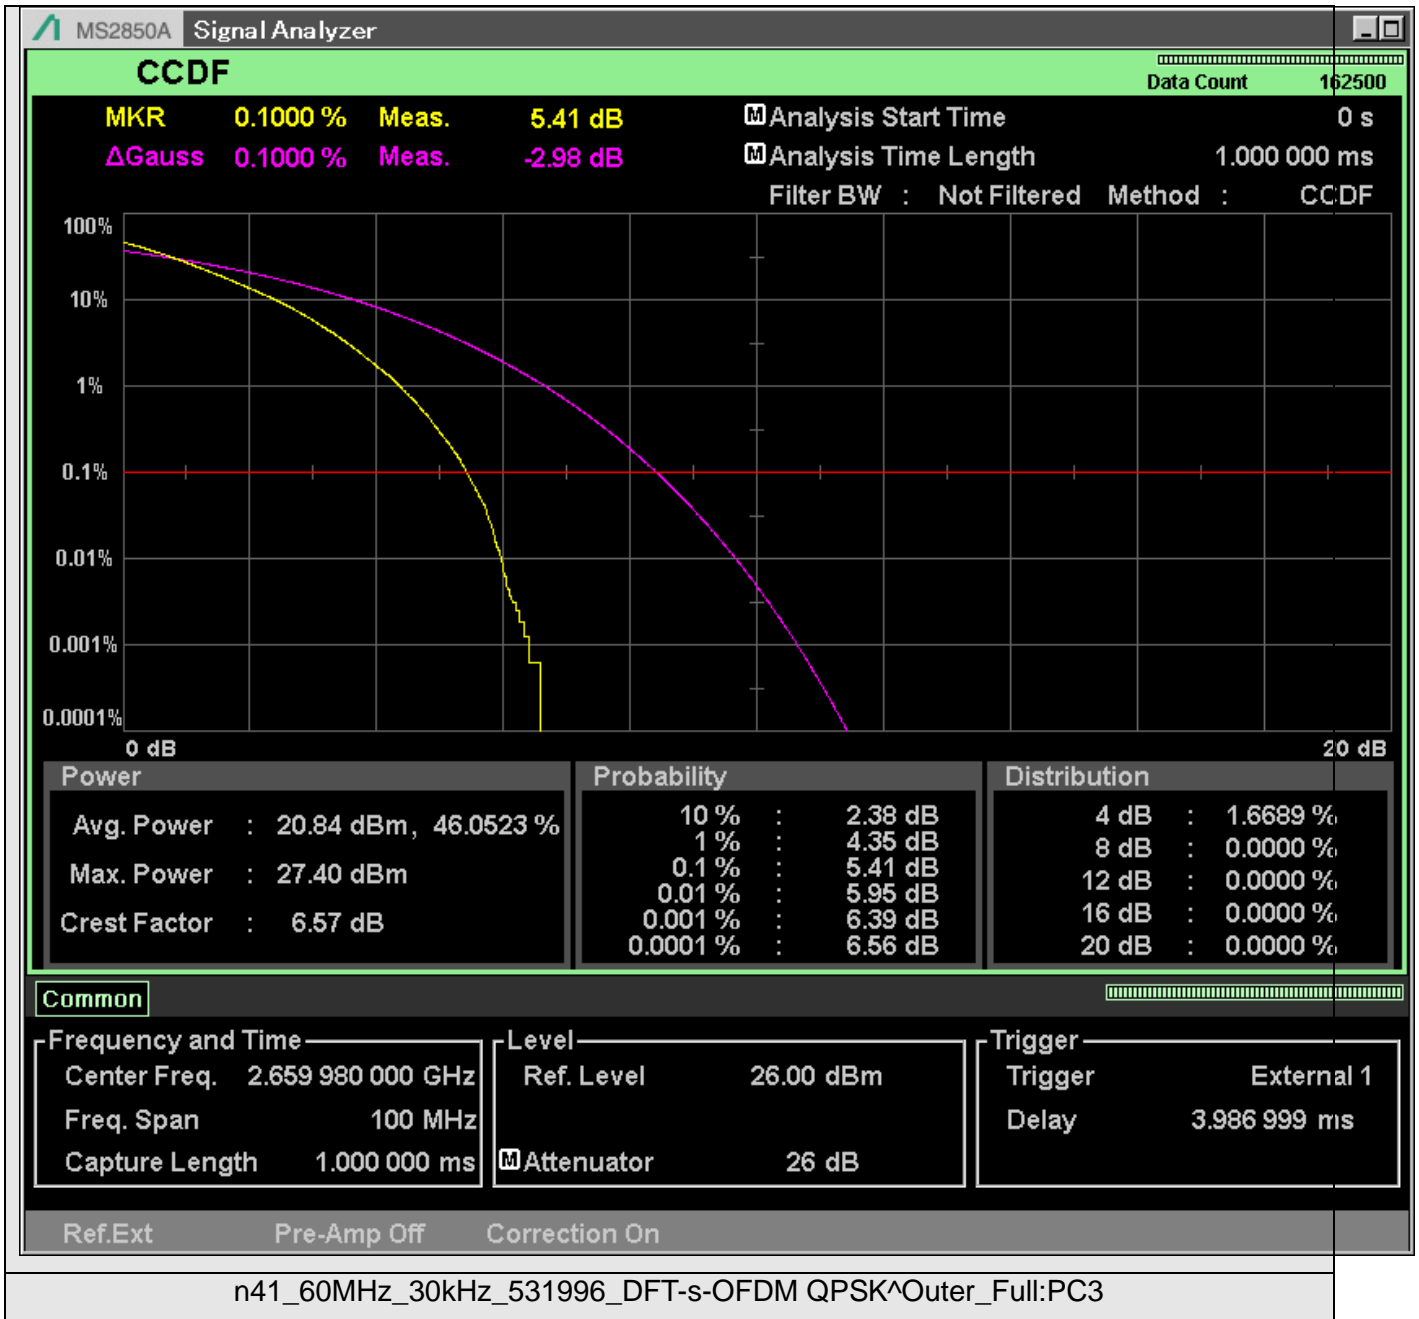 MS2850A Signal Analyzer
CCDF
Data Count 162500
MKR 0.1000 % Meas. 5.41 dB
ΔGauss 0.1000 % Meas. -2.98 dB
M Analysis Start Time 0 s
M Analysis Time Length 1.000 000 ms
Filter BW : Not Filtered Method : CCDF
100%
10%
1%
0.1%
0.01%
0.001%
0.0001%
0 dB 20 dB
Power
Avg. Power : 20.84 dBm, 46.0523 %
Max. Power : 27.40 dBm
Crest Factor : 6.57 dB
Probability
10 % : 2.38 dB
1 % : 4.35 dB
0.1 % : 5.41 dB
0.01 % : 5.95 dB
0.001 % : 6.39 dB
0.0001 % : 6.56 dB
Distribution
4 dB : 1.6689 %
8 dB : 0.0000 %
12 dB : 0.0000 %
16 dB : 0.0000 %
20 dB : 0.0000 %
Common
Frequency and Time
Center Freq. 2.659 980 000 GHz
Freq. Span 100 MHz
Capture Length 1.000 000 ms
Level
Ref. Level 26.00 dBm
M Attenuator 26 dB
Trigger
Trigger External 1
Delay 3.986 999 ms
Ref.Ext Pre-Amp Off Correction On
n41_60MHz_30kHz_531996_DFT-s-OFDM QPSK^Outer_Full:PC3